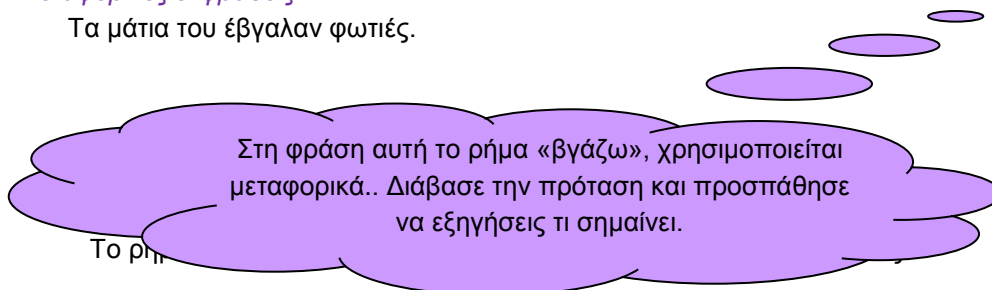 Τα μάτια του έβγαλαν φωτιές.
Στη φράση αυτή το ρήμα «βγάζω», χρησιμοποιείται
μεταφορικά.. Διάβασε την πρόταση και προσπάθησε
να εξηγήσεις τι σημαίνει.
Το